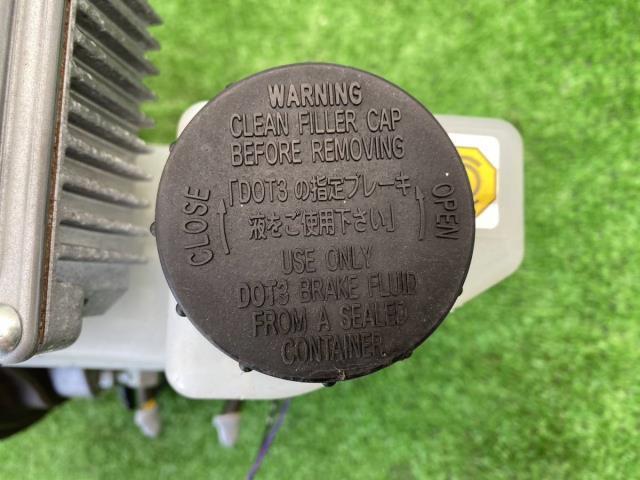 WARNING
CLEAN FILLER CAP
BEFORE REMOVING
「DOT3 の指定ブレーキ
液をご使用下さい」
CLOSE
OPEN
USE ONLY
DOT3 BRAKE FLUID
FROM A SEALED
CONTAINER